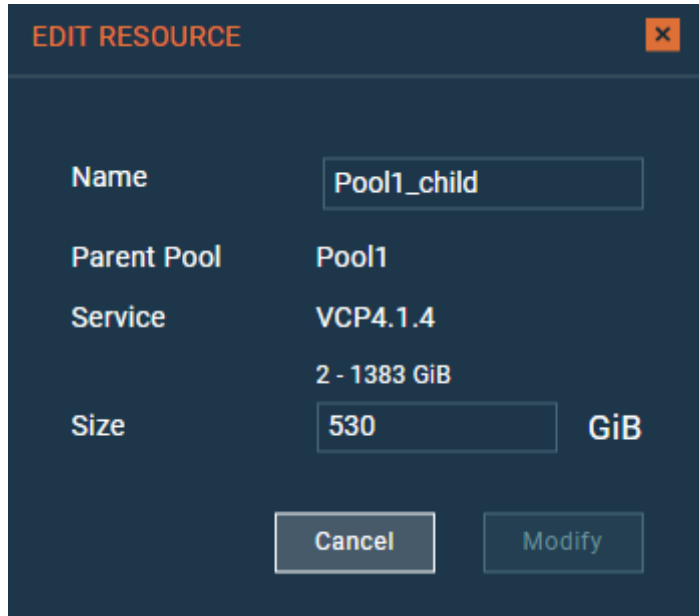 EDIT RESOURCE
Name Pool1_child
Parent Pool Pool1
Service VCP4.1.4
2 - 1383 GiB
Size 530 GiB
Cancel Modify